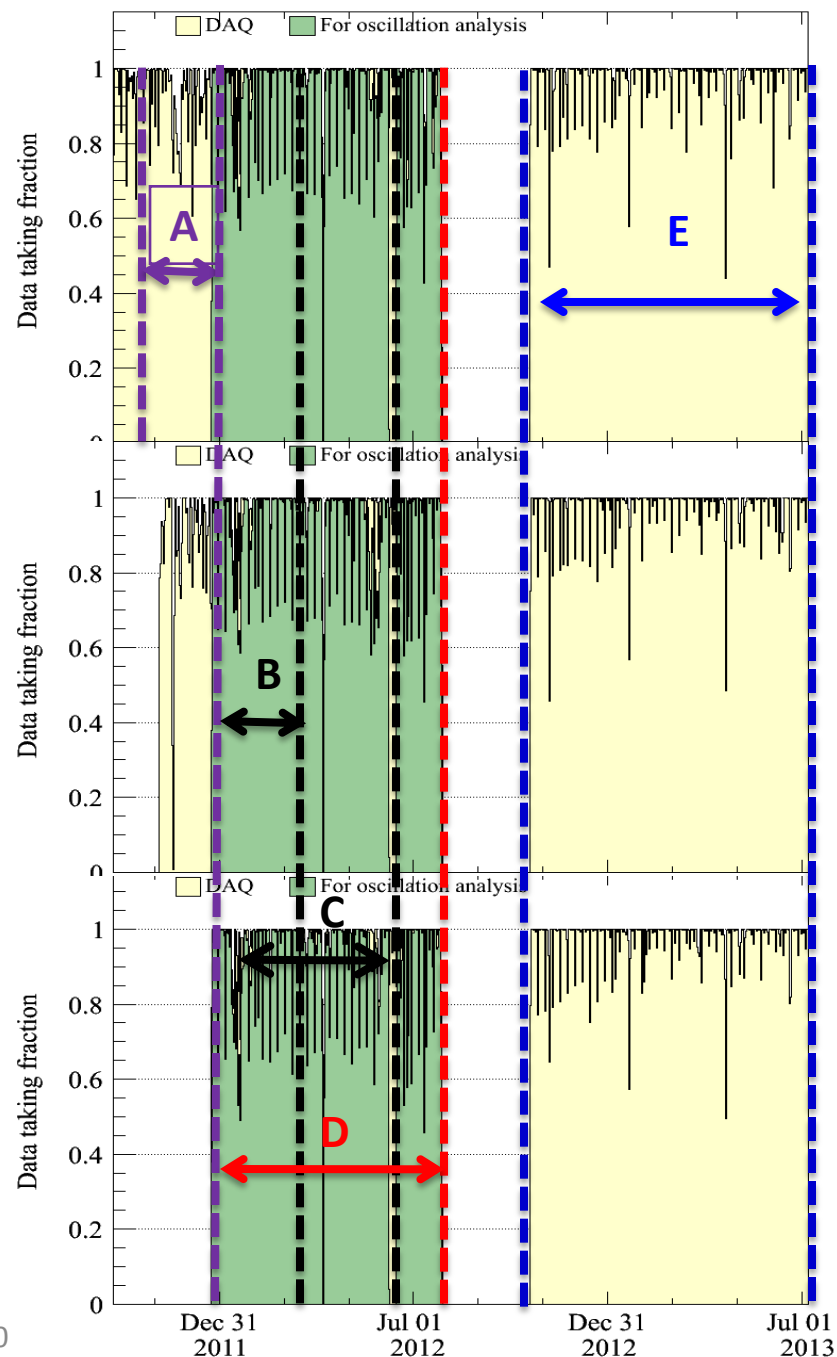 DAQ For oscillation analysis
1
0.8
0.6
0.4
0.2
0
Data taking fraction
A
E
DAQ For oscillation analysis
1
0.8
0.6
0.4
0.2
0
Data taking fraction
B
DAQ For oscillation analysis
1
0.8
0.6
0.4
0.2
0
Data taking fraction
C
D
Dec 31 Jul 01 Dec 31 Jul 01
2011 2012 2012 2013
0